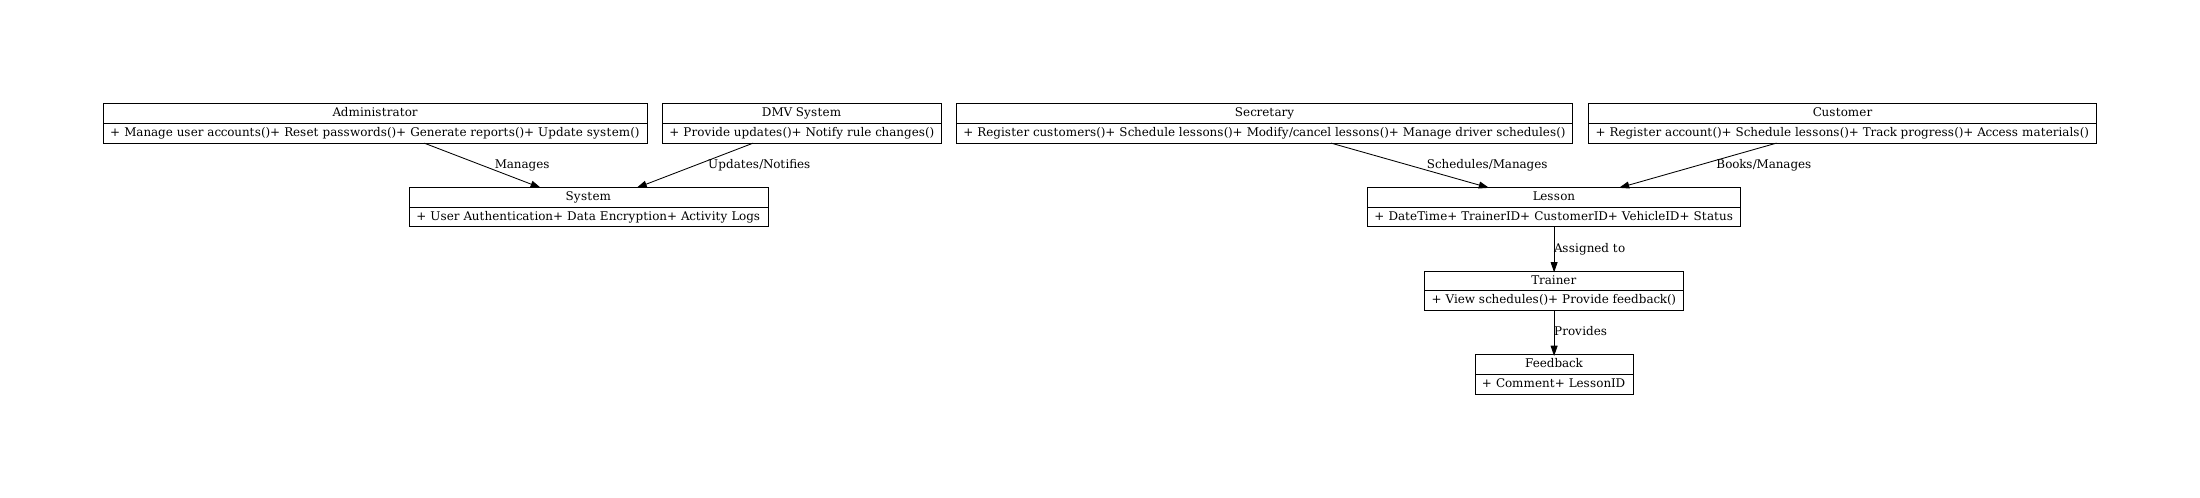 Administrator
+ Manage user accounts()+ Reset passwords()+ Generate reports()+ Update system()
DMV System
+ Provide updates()+ Notify rule changes()
Secretary
+ Register customers()+ Schedule lessons()+ Modify/cancel lessons()+ Manage driver schedules()
Customer
+ Register account()+ Schedule lessons()+ Track progress()+ Access materials()
Manages
Updates/Notifies
Schedules/Manages
Books/Manages
System
+ User Authentication+ Data Encryption+ Activity Logs
Lesson
+ DateTime+ TrainerID+ CustomerID+ VehicleID+ Status
Assigned to
Trainer
+ View schedules()+ Provide feedback()
Provides
Feedback
+ Comment+ LessonID